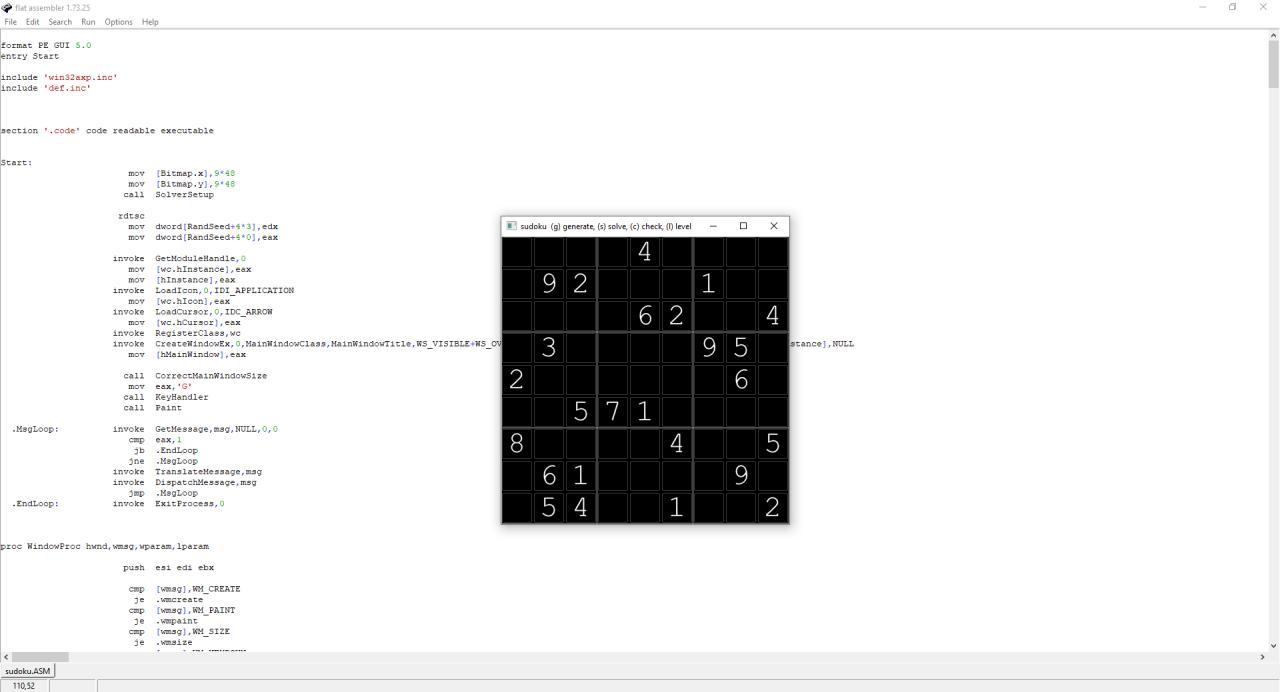 flat assembler 1.73.25
File Edit Search Run Options Help
format PE GUI 5.0
entry Start
include 'win32axp.inc'
include 'def.inc'
section '.code' code readable executable
Start:
mov [Bitmap.x],9*48
mov [Bitmap.y],9*48
call SolverSetup
rdtsc
mov dword[RandSeed+4*3],edx
mov dword[RandSeed+4*0],eax
invoke GetModuleHandle,0
mov [wc.hInstance],eax
mov [hInstance],eax
invoke LoadIcon,0,IDI_APPLICATION
mov [wc.hIcon],eax
invoke LoadCursor,0,IDC_ARROW
mov [wc.hCursor],eax
invoke RegisterClass,wc
invoke CreateWindowEx,0,MainWindowClass,MainWindowTitle,WS_VISIBLE+WS_OV stance],NULL
mov [hMainWindow],eax
call CorrectMainWindowSize
mov eax,'G'
call KeyHandler
call Paint
.MsgLoop: invoke GetMessage,msg,NULL,0,0
cmp eax,1
jb .EndLoop
jne .MsgLoop
invoke TranslateMessage,msg
invoke DispatchMessage,msg
jmp .MsgLoop
.EndLoop: invoke ExitProcess,0
proc WindowProc hwnd,wmsg,wparam,lparam
push esi edi ebx
cmp [wmsg],WM_CREATE
je .wmcreate
cmp [wmsg],WM_PAINT
je .wmpaint
cmp [wmsg],WM_SIZE
je .wmsize
sudoku (g) generate, (s) solve, (c) check, (l) level
4
9 2 1
6 2 4
3 9 5
2 6
5 7 1
8 4 5
6 1 9
5 4 1 2
sudoku.ASM
110,52